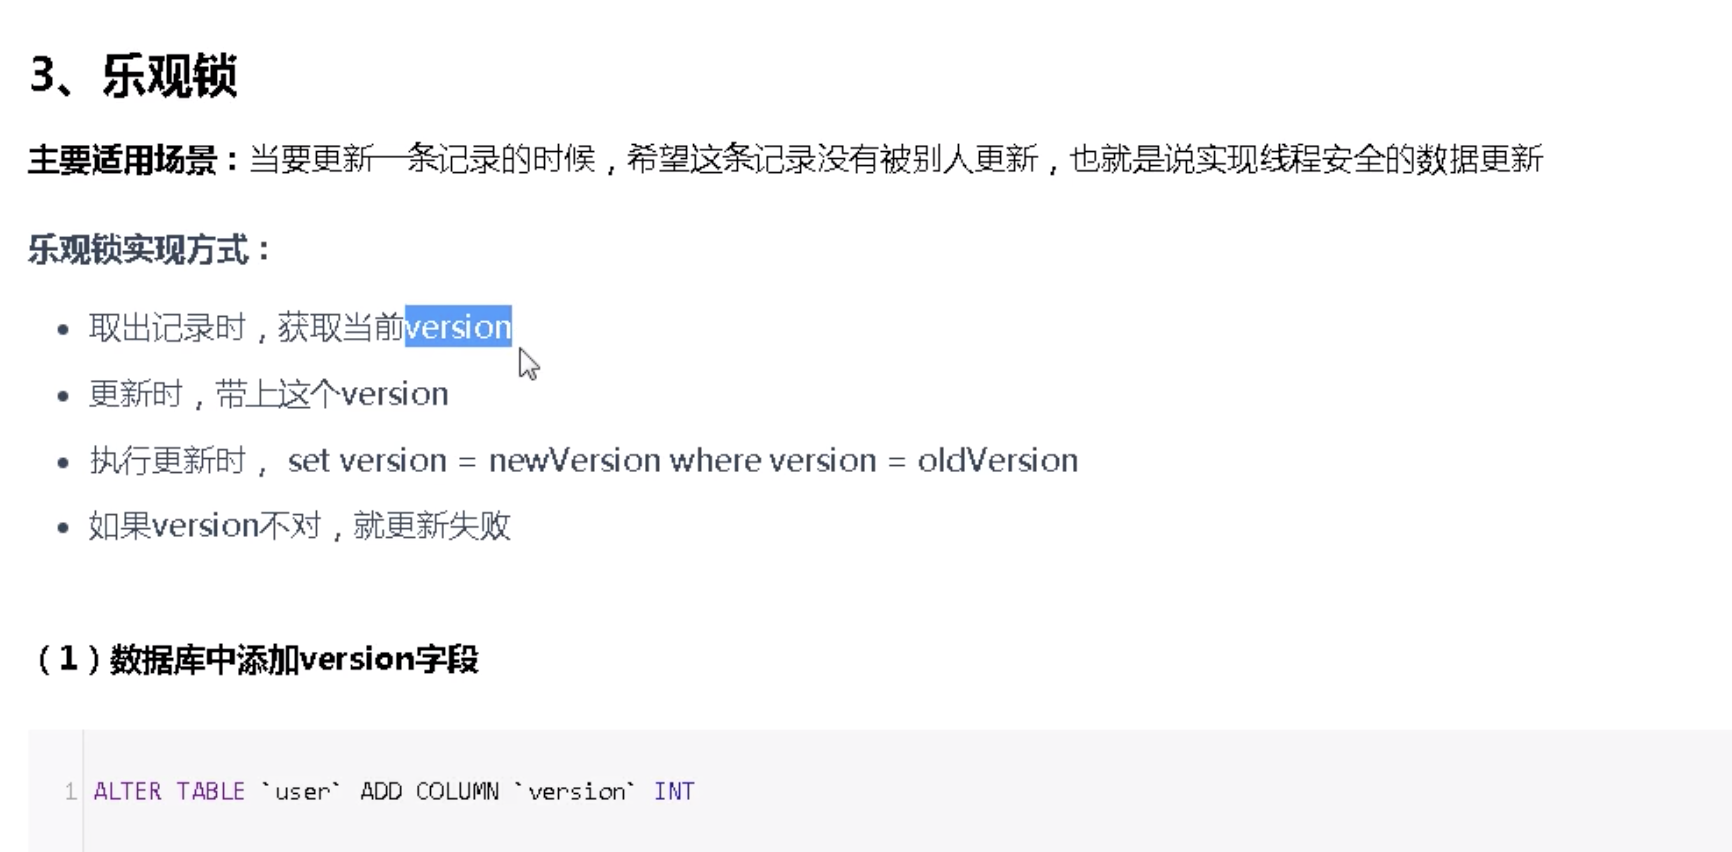 3、乐观锁
主要适用场景：当要更新一条记录的时候，希望这条记录没有被别人更新，也就是说实现线程安全的数据更新
乐观锁实现方式：
• 取出记录时，获取当前version
• 更新时，带上这个version
• 执行更新时， set version = newVersion where version = oldVersion
• 如果version不对，就更新失败
（1）数据库中添加version字段
1 ALTER TABLE `user` ADD COLUMN `version` INT